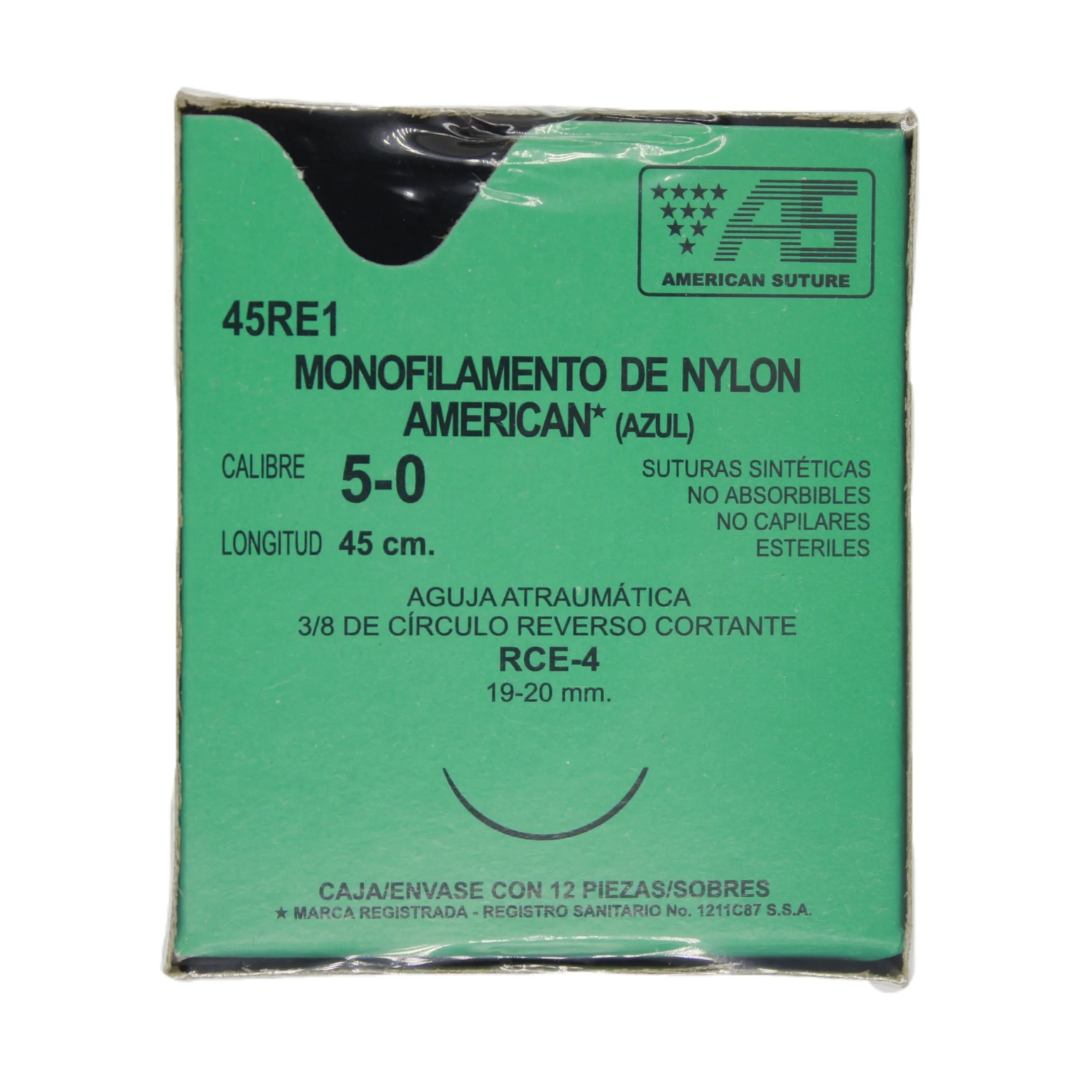 AS
AMERICAN SUTURE
45RE1
MONOFILAMENTO DE NYLON
AMERICAN* (AZUL)
CALIBRE 5-0
SUTURAS SINTÉTICAS
NO ABSORBIBLES
NO CAPILARES
ESTERILES
LONGITUD 45 cm.
AGUJA ATRAUMÁTICA
3/8 DE CÍRCULO REVERSO CORTANTE
RCE-4
19-20 mm.
CAJA/ENVASE CON 12 PIEZAS/SOBRES
★ MARCA REGISTRADA - REGISTRO SANITARIO No. 1211C87 S.S.A.